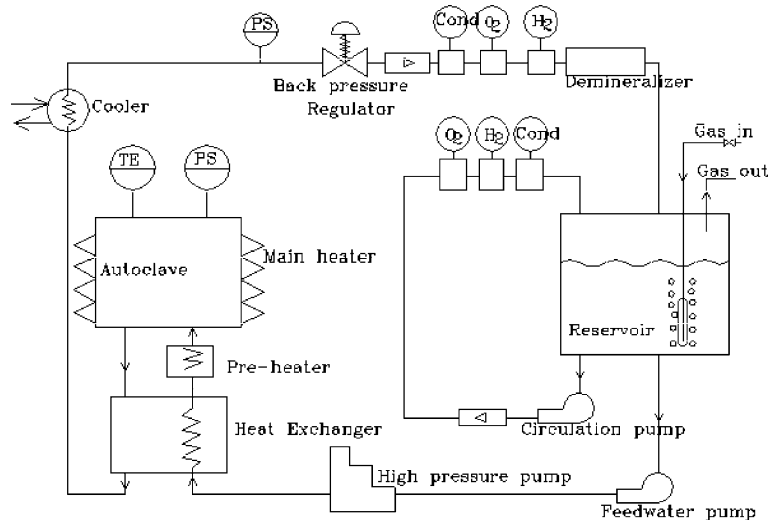 PS
Cond
O2
H2
Back pressure
Regulator
Demineralizer
Cooler
O2
H2
Cond
Gas in
Gas out
TE
PS
Autoclave
Main heater
Reservoir
Pre-heater
Heat Exchanger
Circulation pump
High pressure pump
Feedwater pump